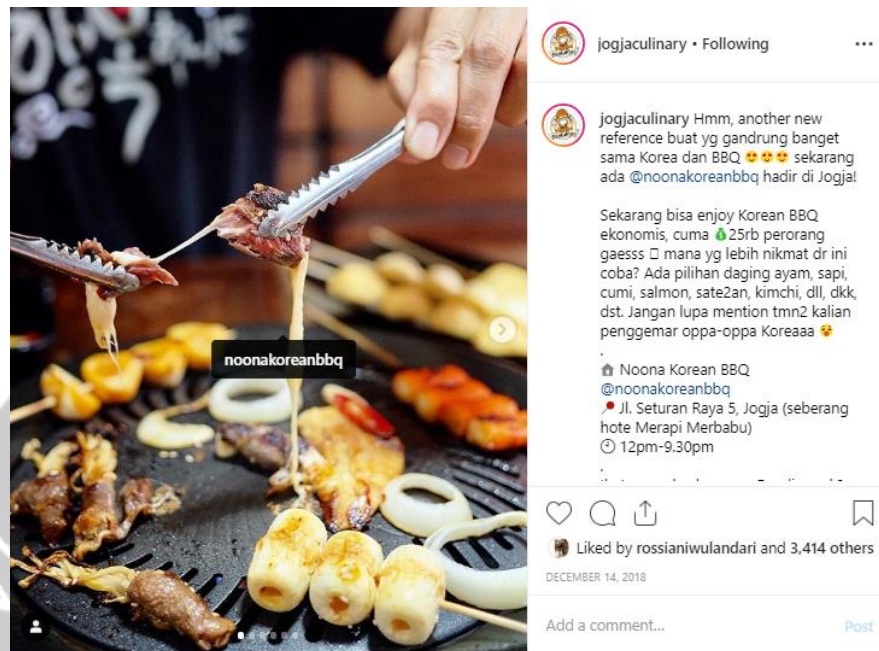 noonakoreanbbq
jogjaculinary • Following
jogjaculinary Hmm, another new
reference buat yg gandrung banget
sama Korea dan BBQ 😍😍😍 sekarang
ada @noonakoreanbbq hadir di Jogja!
Sekarang bisa enjoy Korean BBQ
ekonomis, cuma 💰25rb perorang
gaesss mana yg lebih nikmat dr ini
coba? Ada pilihan daging ayam, sapi,
cumi, salmon, sate2an, kimchi, dll, dkk,
dst. Jangan lupa mention tmn2 kalian
penggemar oppa-oppa Koreaaa 😵
.
🏠 Noona Korean BBQ
@noonakoreanbbq
📍 Jl. Seturan Raya 5, Jogja (seberang
hote Merapi Merbabu)
🕘 12pm-9.30pm
.
Liked by rossianiwulandari and 3,414 others
DECEMBER 14, 2018
Add a comment...
Post